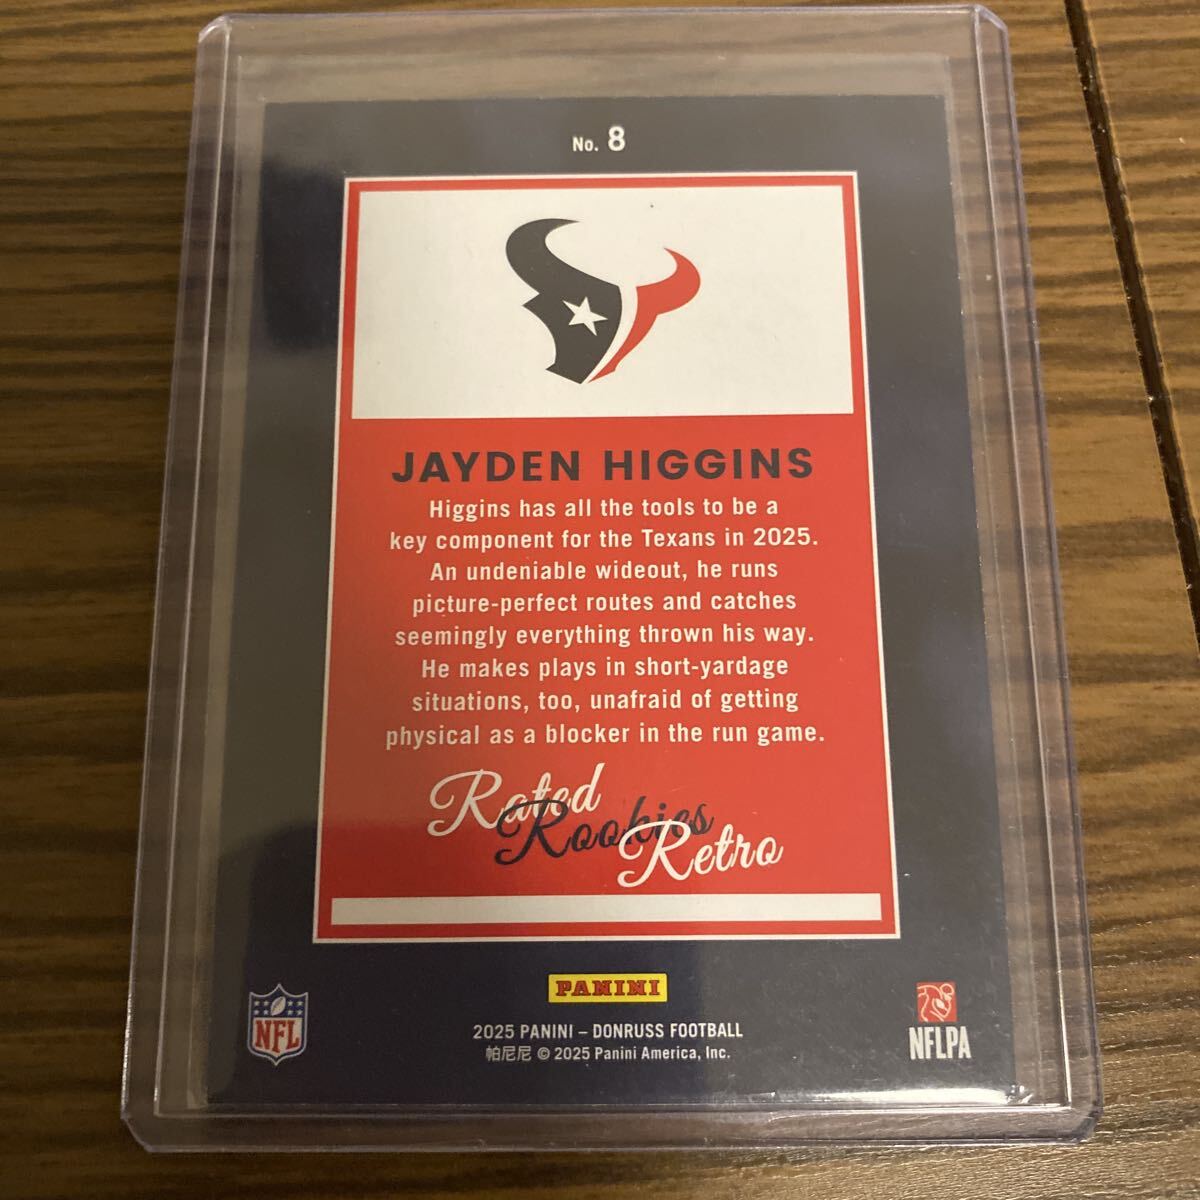 No. 8
JAYDEN HIGGINS
Higgins has all the tools to be a
key component for the Texans in 2025.
An undeniable wideout, he runs
picture-perfect routes and catches
seemingly everything thrown his way.
He makes plays in short-yardage
situations, too, unafraid of getting
physical as a blocker in the run game.
Rated
Rookies
Retro
PANINI
2025 PANINI – DONRUSS FOOTBALL
帕尼尼 © 2025 Panini America, Inc.
NFL
NFLPA